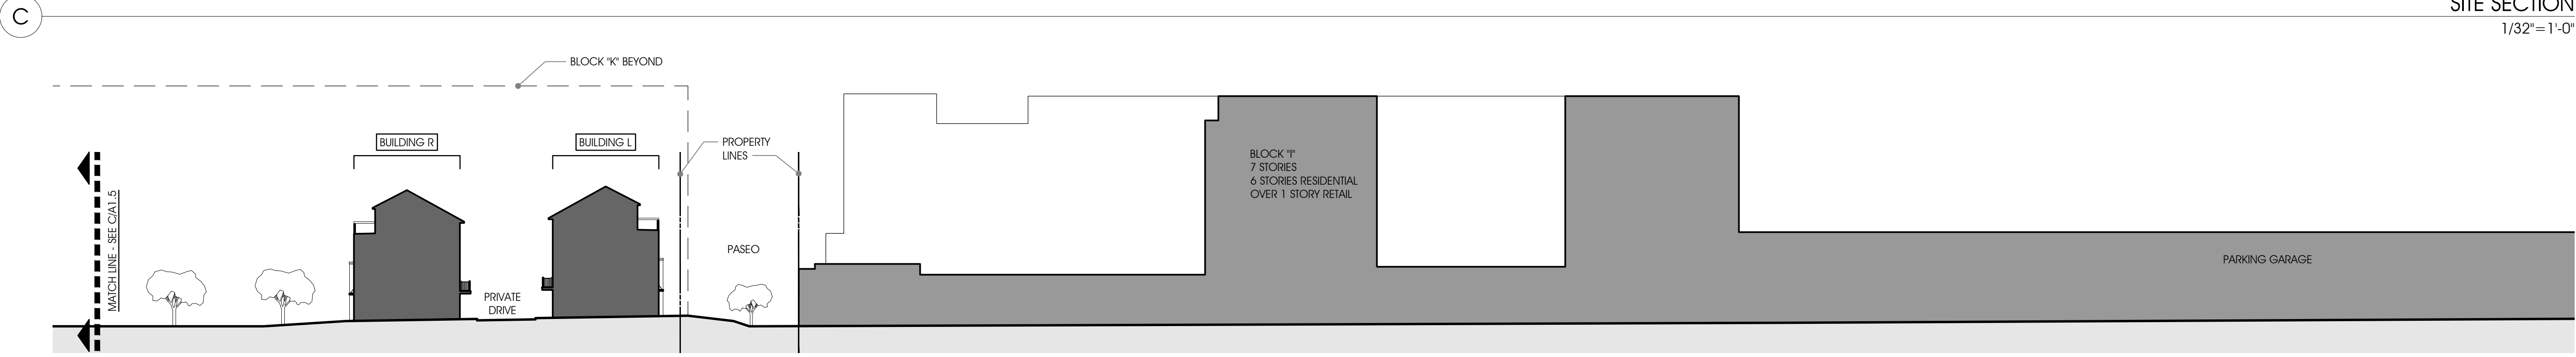 C
SITE SECTION
1/32"=1'-0"
BLOCK "K" BEYOND
BUILDING R
BUILDING L
PROPERTY
LINES
MATCH LINE - SEE C/A1.5
BLOCK "I"
7 STORIES
6 STORIES RESIDENTIAL
OVER 1 STORY RETAIL
PASEO
PARKING GARAGE
PRIVATE
DRIVE